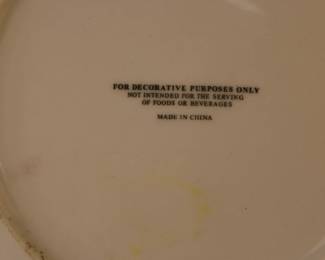 FOR DECORATIVE PURPOSES ONLY
NOT INTENDED FOR THE SERVING
OF FOODS OR BEVERAGES
MADE IN CHINA